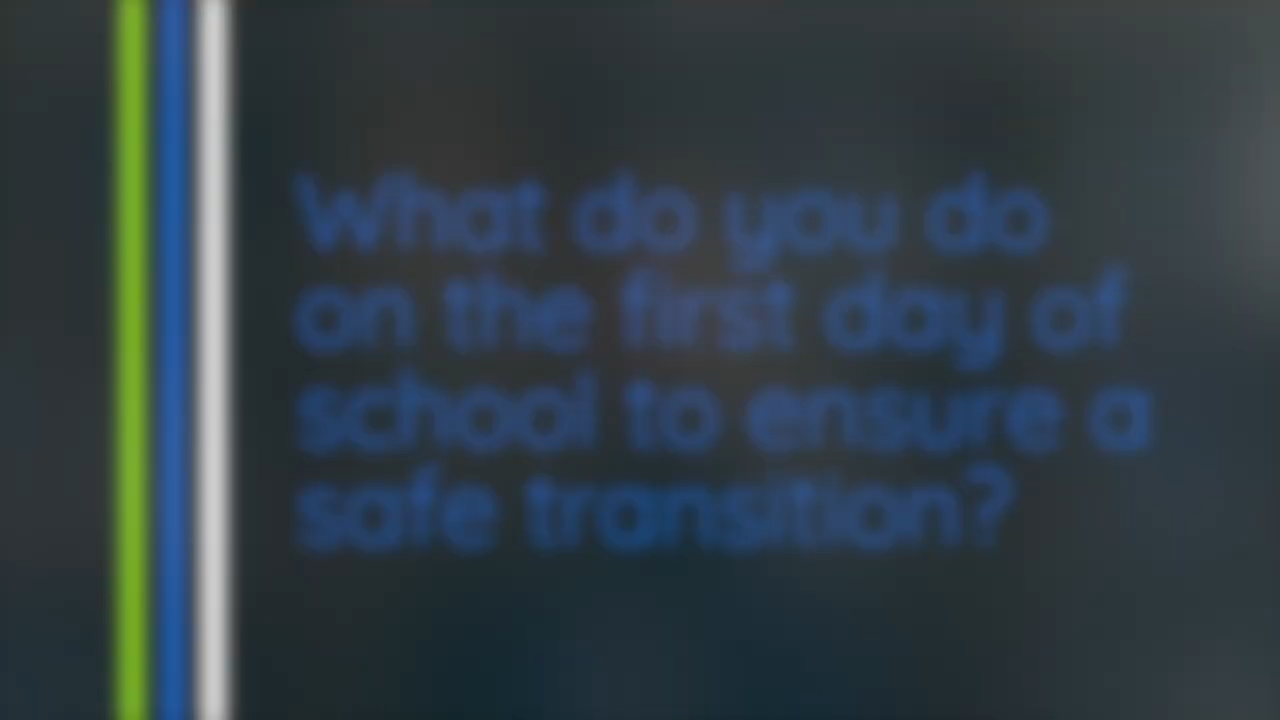 What do you do
on the first day of
school to ensure a
safe transition?